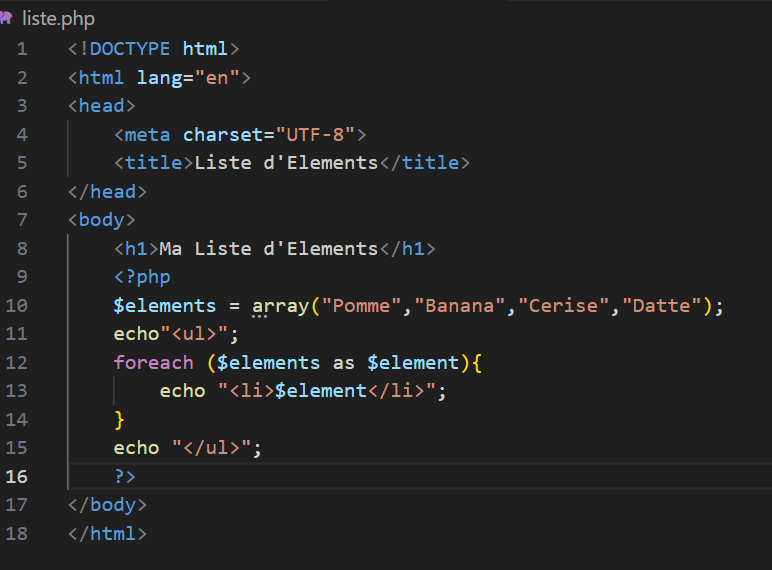 liste.php
1 <!DOCTYPE html>
2 <html lang="en">
3 <head>
4     <meta charset="UTF-8">
5     <title>Liste d'Elements</title>
6 </head>
7 <body>
8     <h1>Ma Liste d'Elements</h1>
9     <?php
10     $elements = array("Pomme","Banana","Cerise","Datte");
11     echo"<ul>";
12     foreach ($elements as $element){
13         echo "<li>$element</li>";
14     }
15     echo "</ul>";
16     ?>
17 </body>
18 </html>